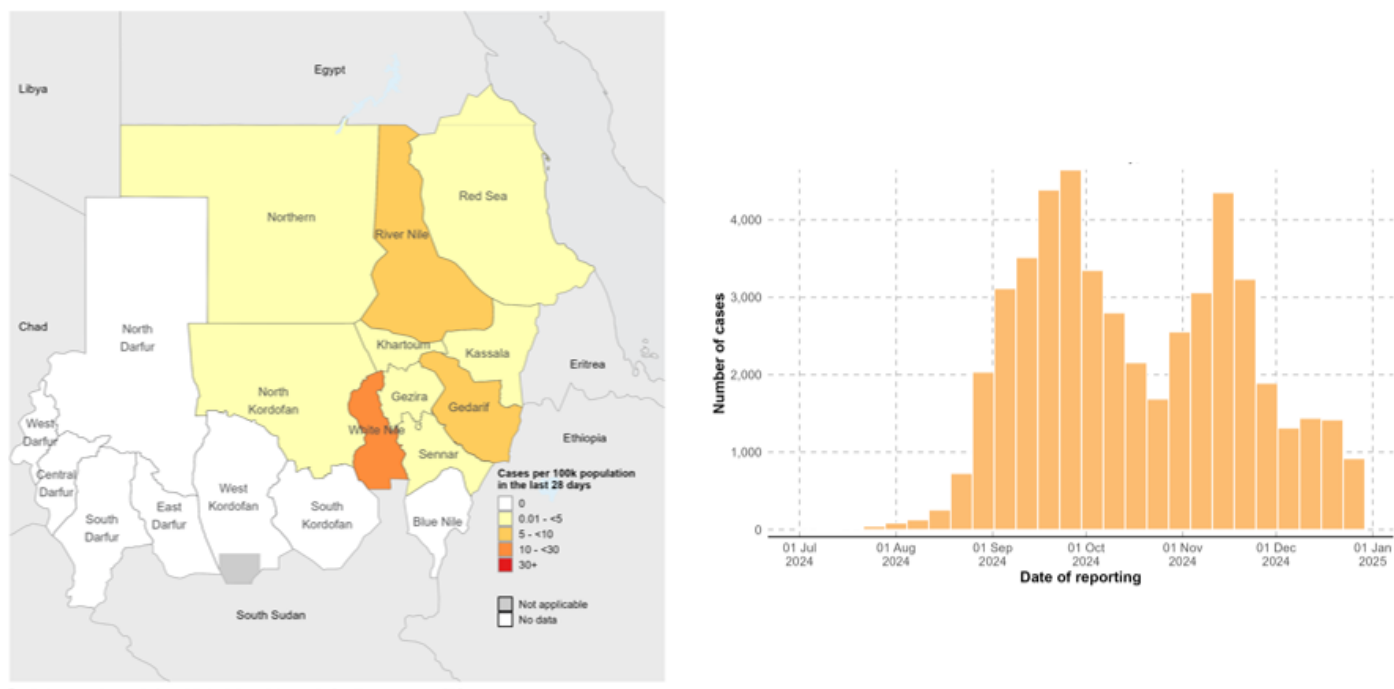 Egypt
Libya
Red Sea
Northern
River Nile
North
Darfur
Chad
Khartoum
Kassala
Eritrea
North
Kordofan
Gezira
Gedarif
West
Darfur
White Nile
Ethiopia
Sennar
Central
Darfur
West
Kordofan
South
Darfur
East
Darfur
South
Kordofan
Blue Nile
South Sudan
Cases per 100k population
in the last 28 days
0
0.01 - <5
5 - <10
10 - <30
30+
Not applicable
No data
Number of cases
4,000
3,000
2,000
1,000
0
01 Jul
2024
01 Aug
2024
01 Sep
2024
01 Oct
2024
01 Nov
2024
01 Dec
2024
01 Jan
2025
Date of reporting